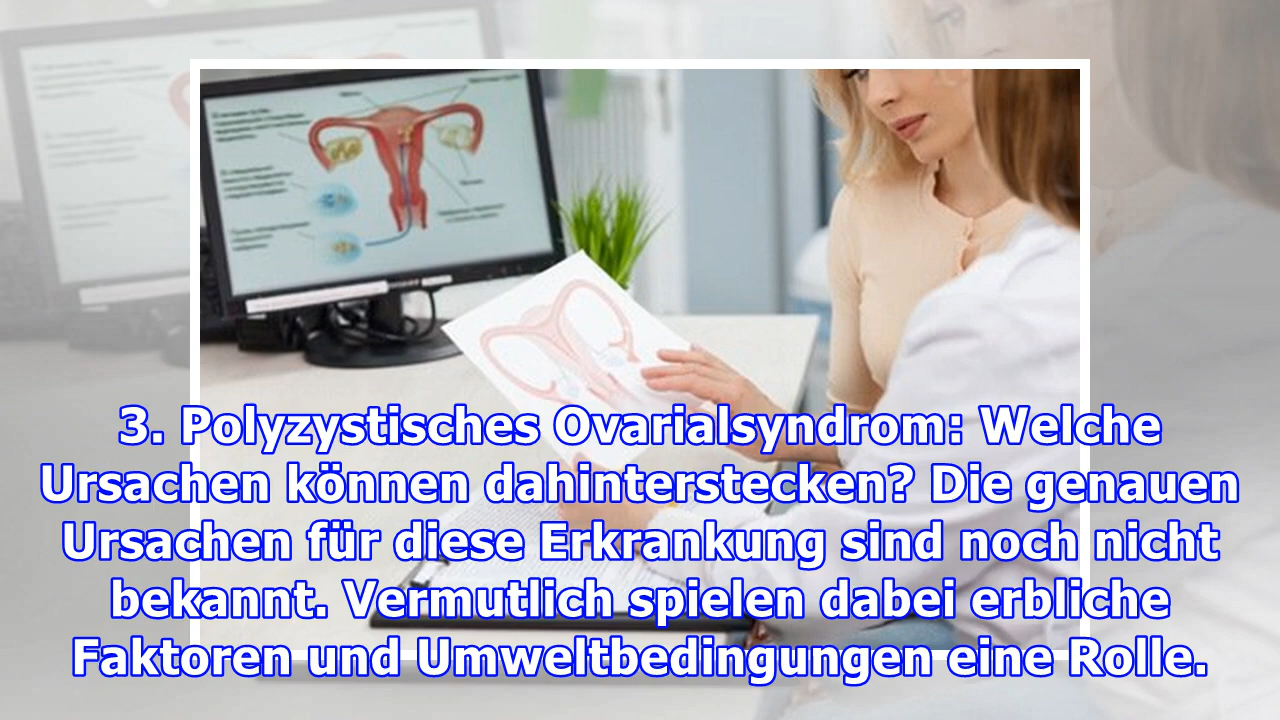 3. Polyzystisches Ovarialsyndrom: Welche
Ursachen können dahinterstecken? Die genauen
Ursachen für diese Erkrankung sind noch nicht
bekannt. Vermutlich spielen dabei erbliche
Faktoren und Umweltbedingungen eine Rolle.